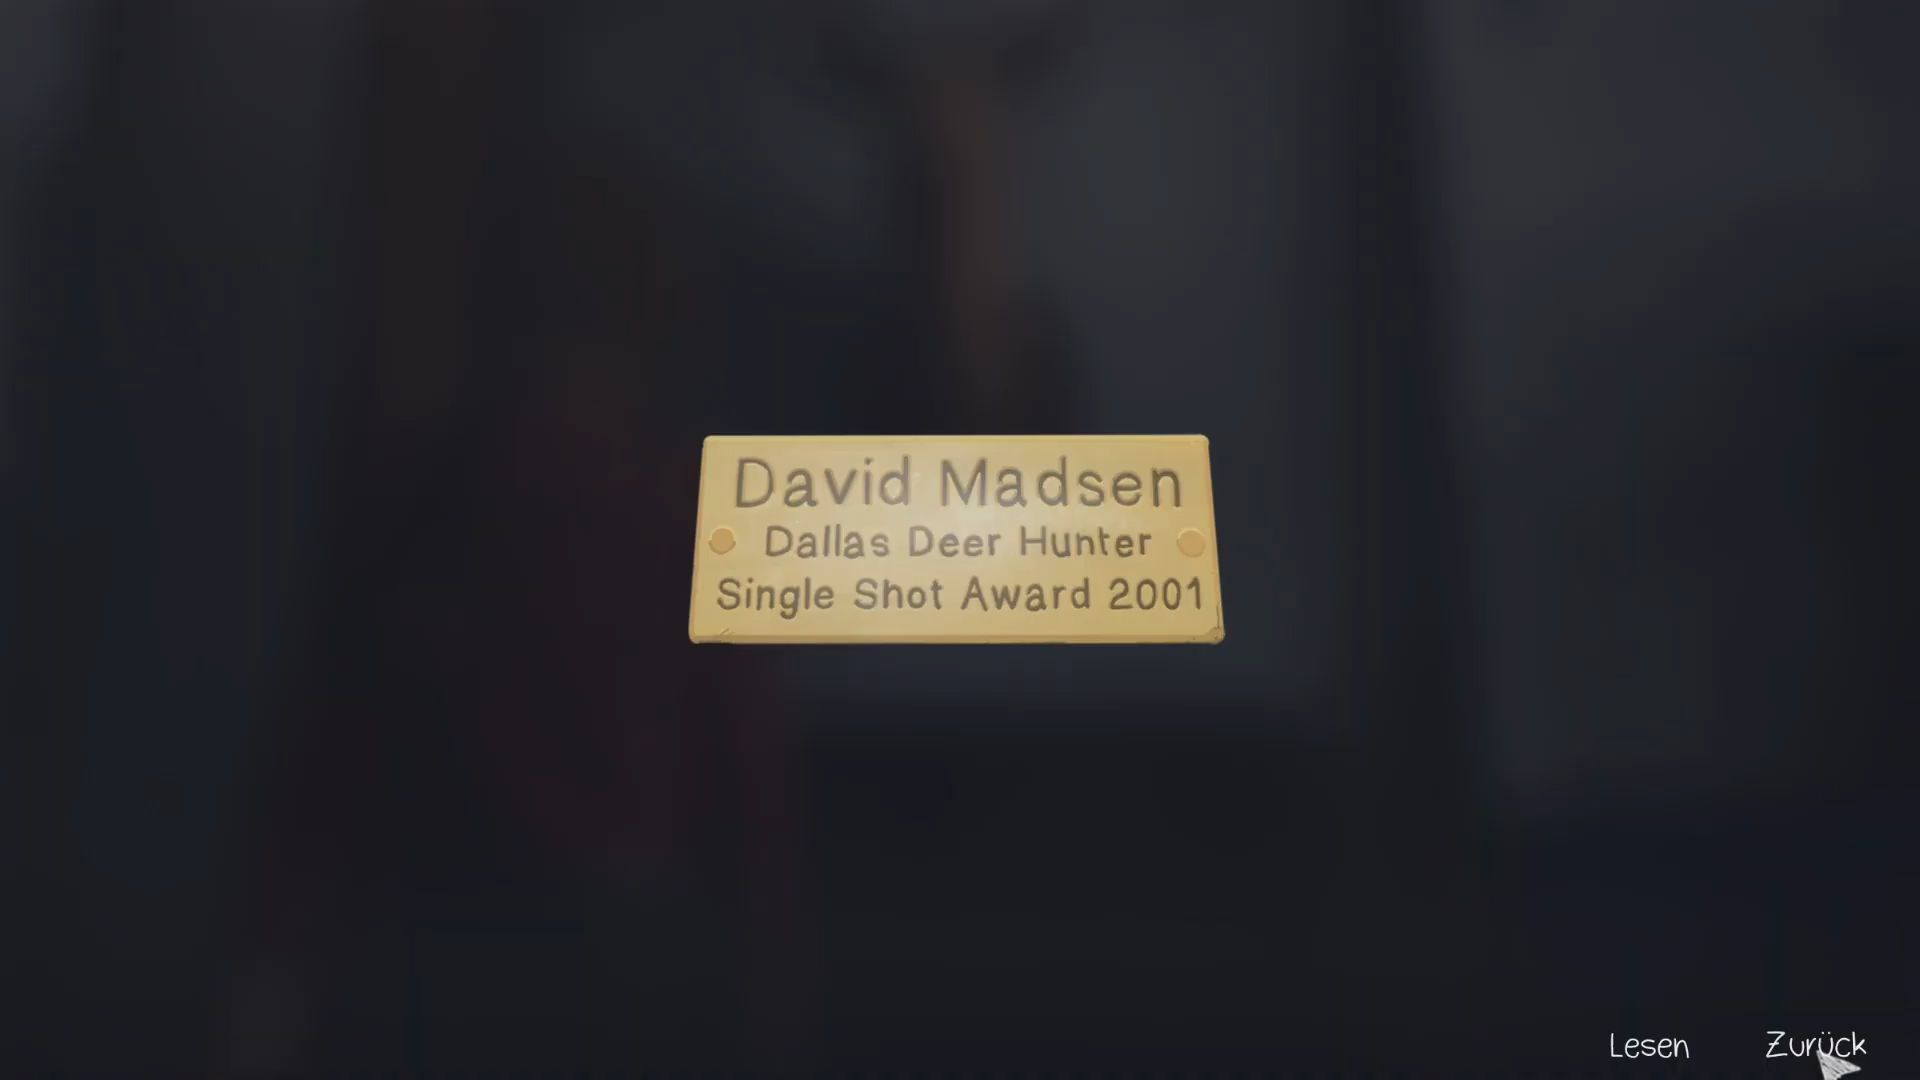 David Madsen
Dallas Deer Hunter
Single Shot Award 2001
Lesen Zurück